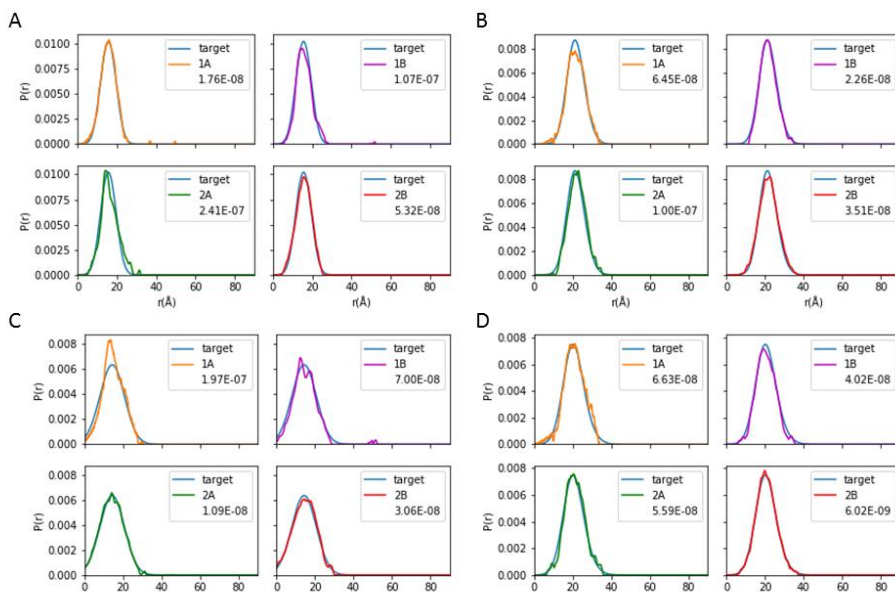 A
P(r)
0.0100
0.0075
0.0050
0.0025
0.0000
target
1A
1.76E-08
target
1B
1.07E-07
P(r)
0.0100
0.0075
0.0050
0.0025
0.0000
target
2A
2.41E-07
target
2B
5.32E-08
0 20 40 60 80
0 20 40 60 80
r(Å)
r(Å)
B
P(r)
0.008
0.006
0.004
0.002
0.000
target
1A
6.45E-08
target
1B
2.26E-08
P(r)
0.008
0.006
0.004
0.002
0.000
target
2A
1.00E-07
target
2B
3.51E-08
0 20 40 60 80
0 20 40 60 80
r(Å)
r(Å)
C
P(r)
0.008
0.006
0.004
0.002
0.000
target
1A
1.97E-07
target
1B
7.00E-08
P(r)
0.008
0.006
0.004
0.002
0.000
target
2A
1.09E-08
target
2B
3.06E-08
0 20 40 60 80
0 20 40 60 80
D
P(r)
0.008
0.006
0.004
0.002
0.000
target
1A
6.63E-08
target
1B
4.02E-08
P(r)
0.008
0.006
0.004
0.002
0.000
target
2A
5.59E-08
target
2B
6.02E-09
0 20 40 60 80
0 20 40 60 80